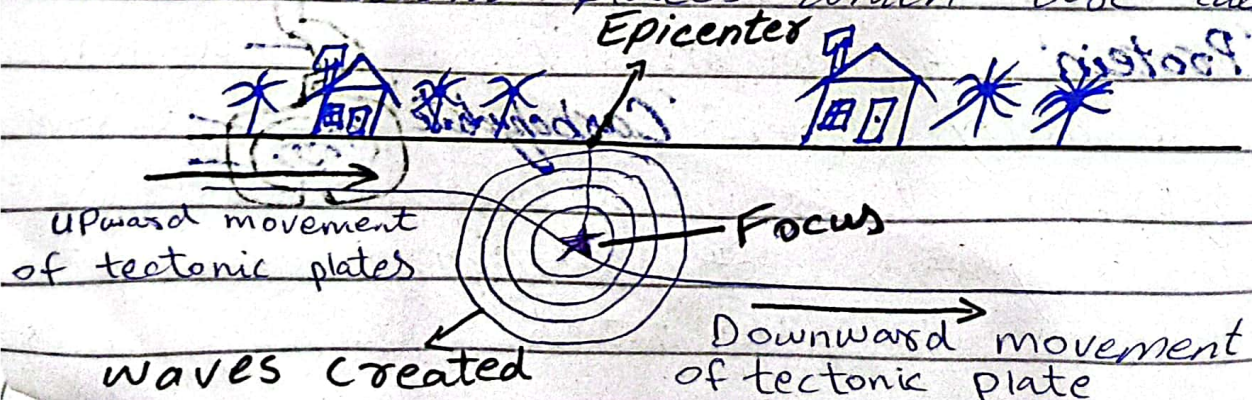 Epicenter
upward movement
of tectonic plates
Focus
Downward movement
of tectonic plate
waves created